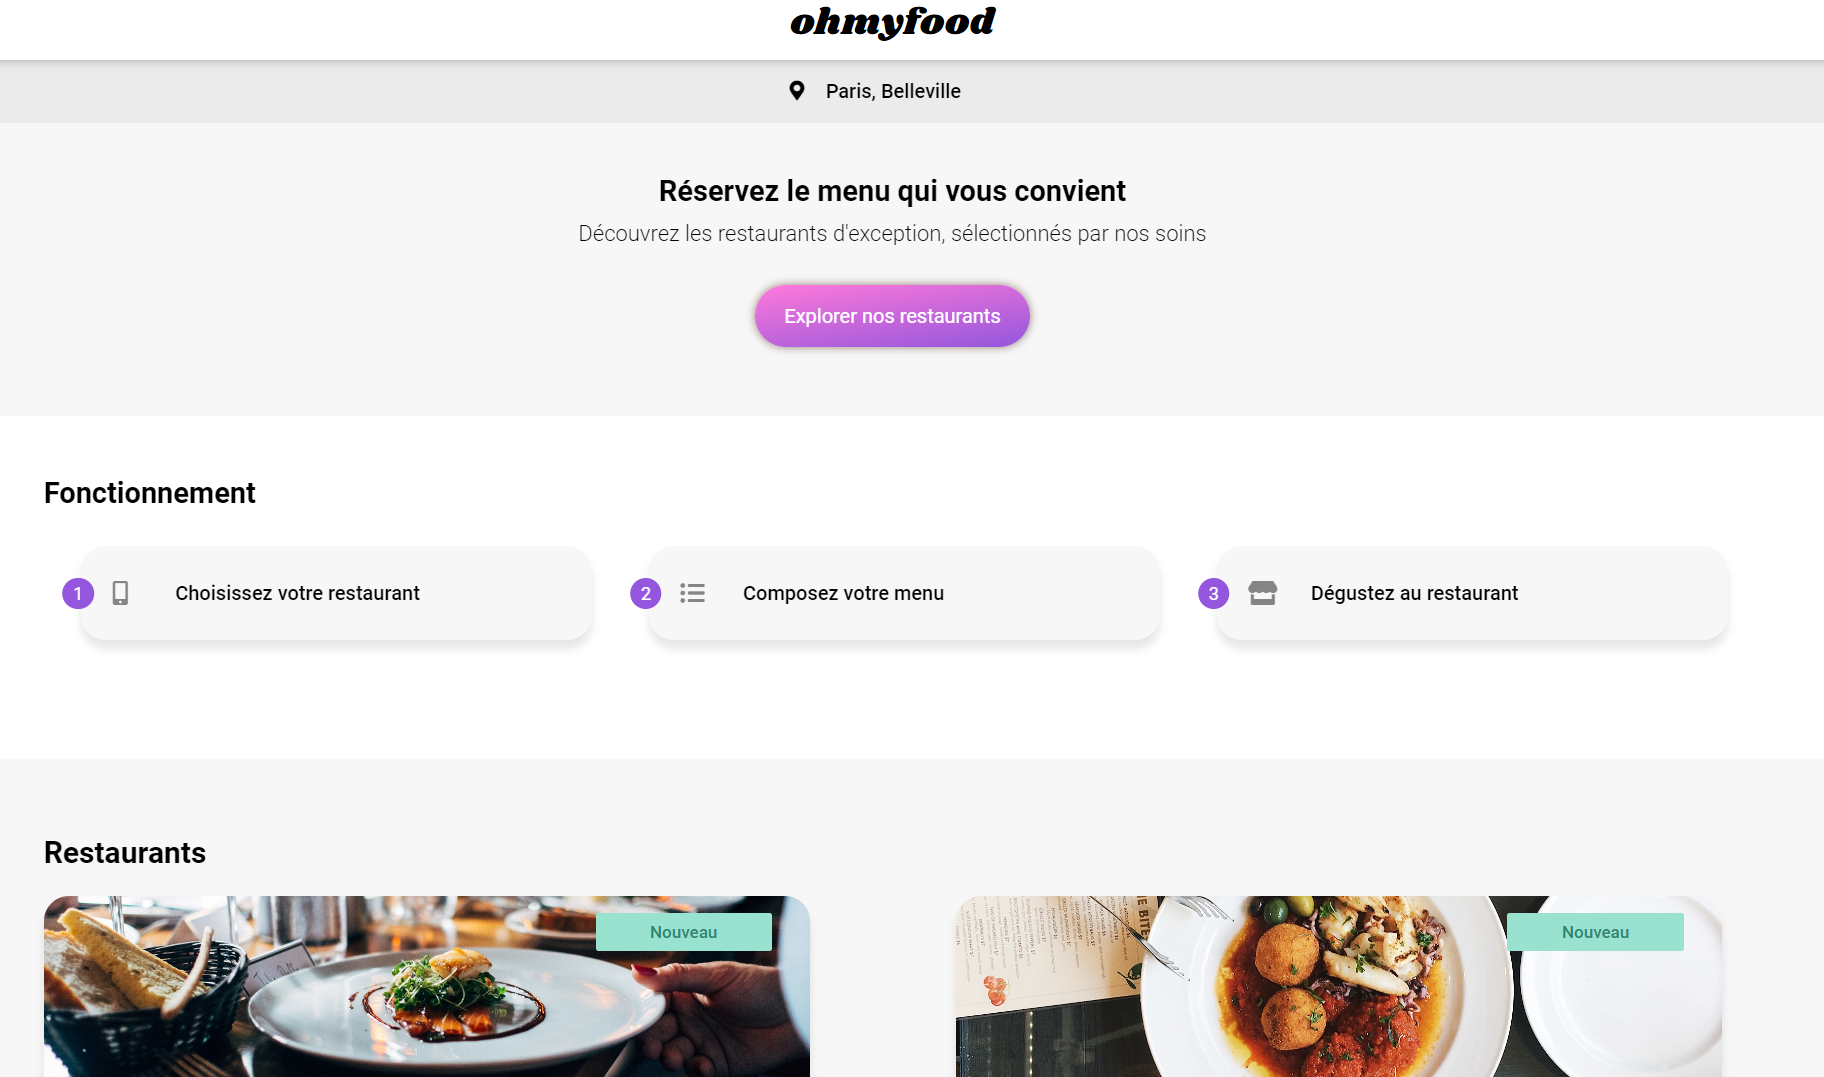 ohmyfood
Paris, Belleville
Réservez le menu qui vous convient
Découvrez les restaurants d'exception, sélectionnés par nos soins
Explorer nos restaurants
Fonctionnement
1 Choisissez votre restaurant
2 Composez votre menu
3 Dégustez au restaurant
Restaurants
Nouveau
Nouveau